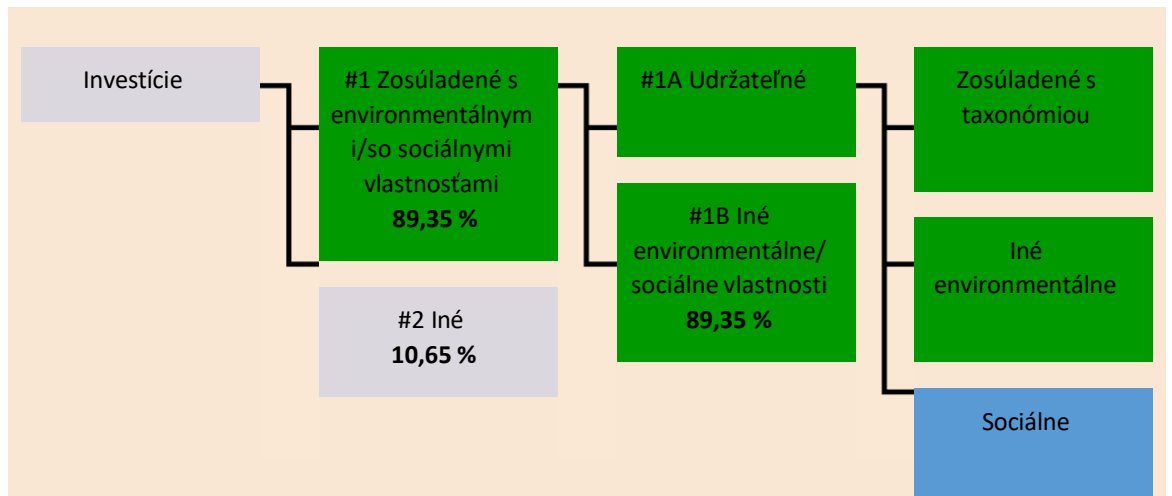 Investície
#1 Zosúladené s
environmentálnym
i/so sociálnymi
vlastnosťami
89,35 %
#2 Iné
10,65 %
#1A Udržateľné
#1B Iné
environmentálne/
sociálne vlastnosti
89,35 %
Zosúladené s
taxonómiou
Iné
environmentálne
Sociálne